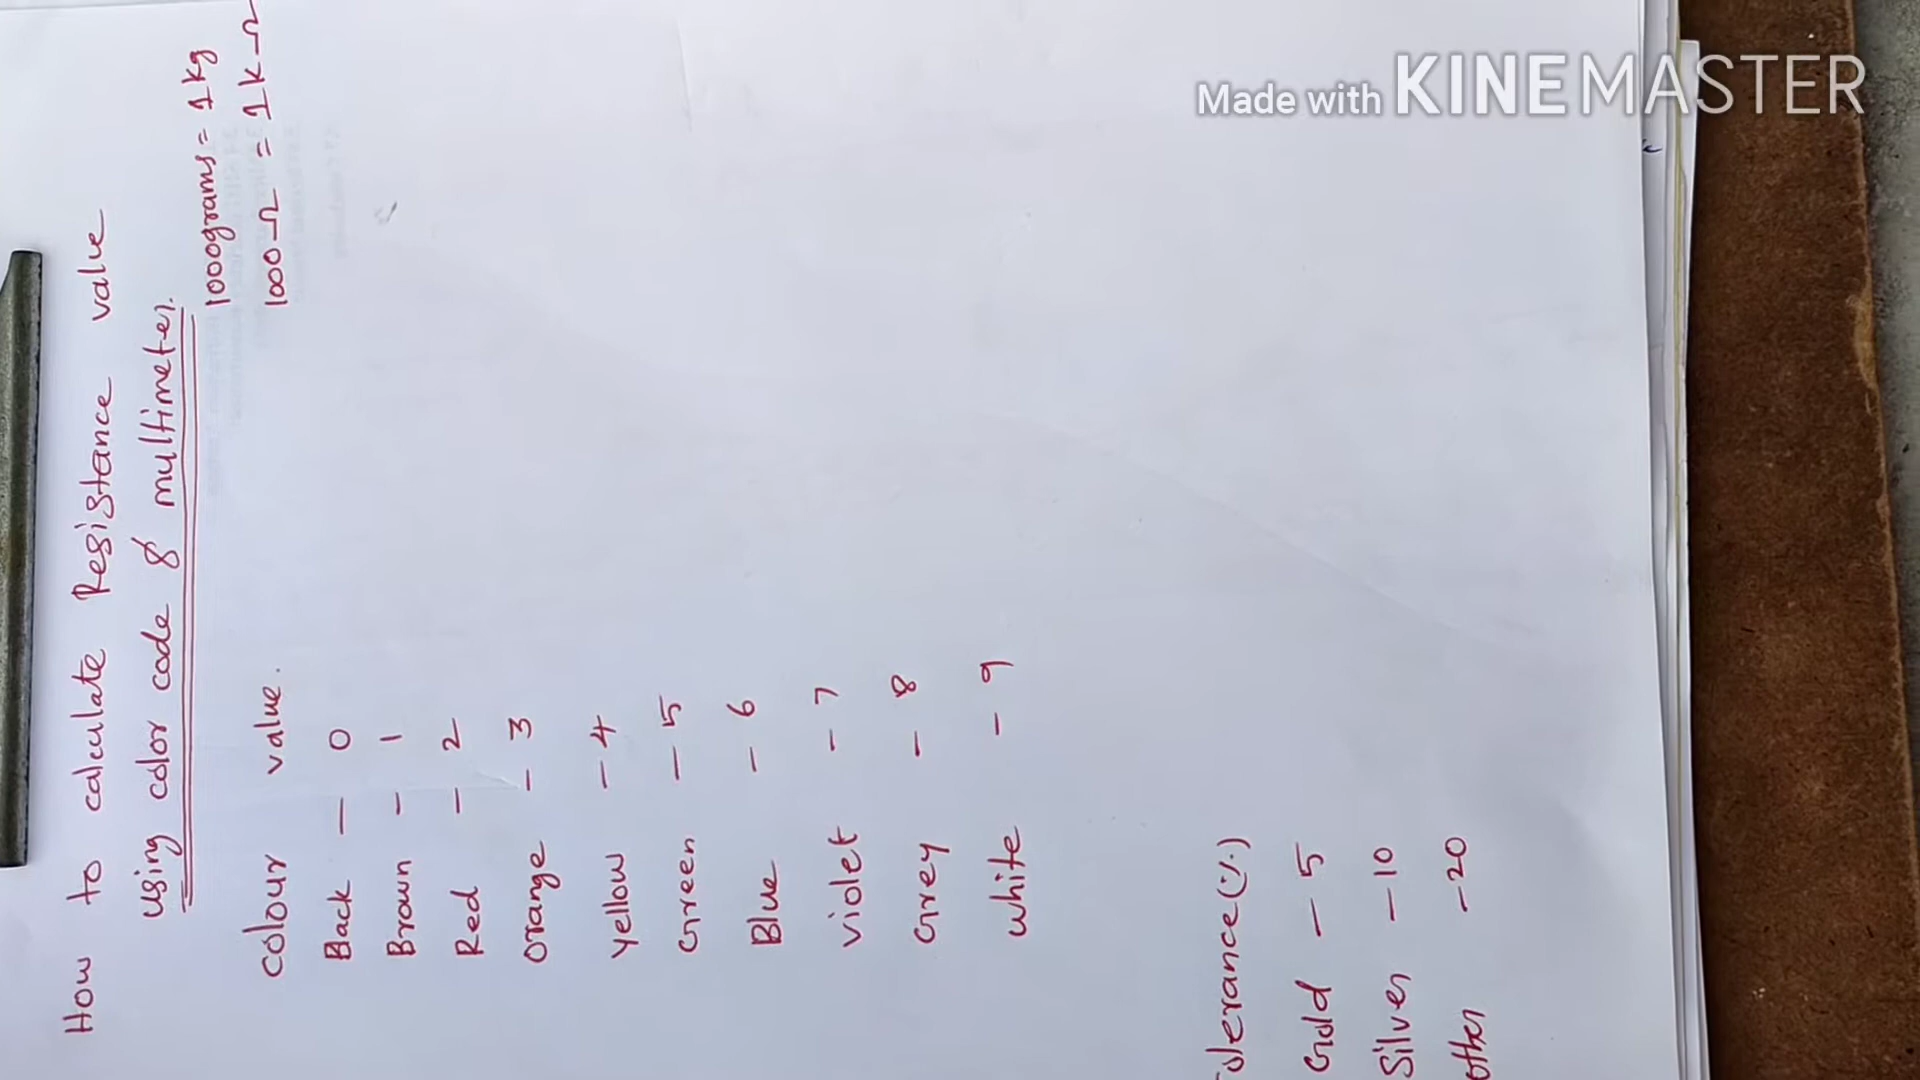 Made with KINEMASTER
How to calculate Resistance value
using color code & multimeter.
1000grams = 1kg
1000Ω = 1kΩ
colour value.
Back - 0
Brown - 1
Red - 2
Orange - 3
Yellow - 4
Green - 5
Blue - 6
violet - 7
Grey - 8
white - 9
Tolerance(%)
Gold - 5
Silver - 10
other - 20